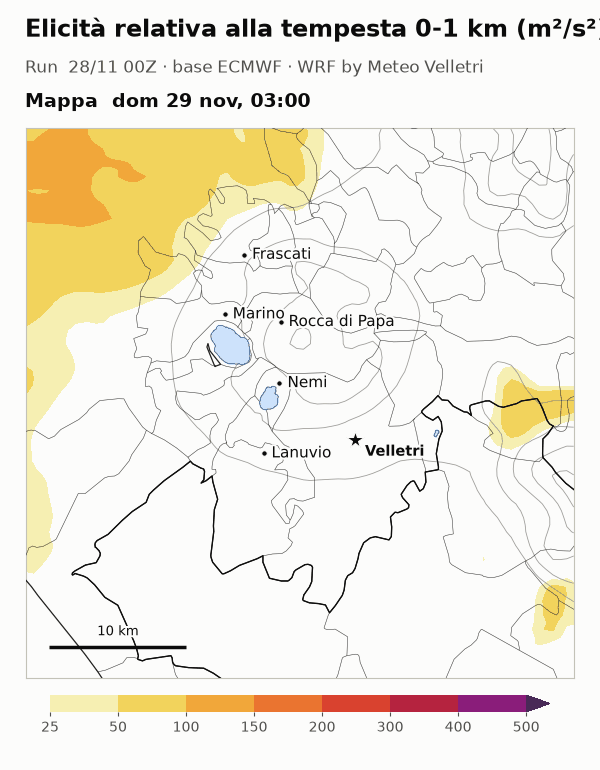 Elicità relativa alla tempesta 0-1 km (m²/s²)
Run  28/11 00Z · base ECMWF · WRF by Meteo Velletri
Mappa  dom 29 nov, 03:00
Frascati
Marino
Rocca di Papa
Nemi
Velletri
Lanuvio
10 km
25 50 100 150 200 300 400 500